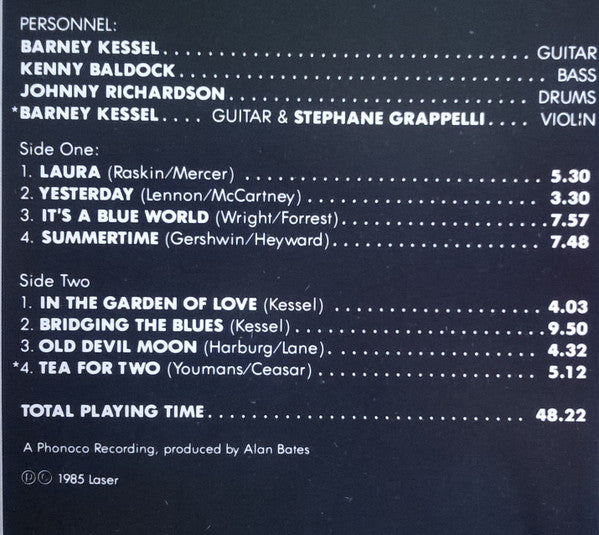 PERSONNEL:
BARNEY KESSEL........................................ GUITAR
KENNY BALDOCK........................................ BASS
JOHNNY RICHARDSON................................ DRUMS
*BARNEY KESSEL.... GUITAR & STEPHANE GRAPPELLI.... VIOLIN
Side One:
1. LAURA (Raskin/Mercer) ................................ 5.30
2. YESTERDAY (Lennon/McCartney) ........................ 3.30
3. IT'S A BLUE WORLD (Wright/Forrest)..................... 7.57
4. SUMMERTIME (Gershwin/Heyward)..................... 7.48
Side Two
1. IN THE GARDEN OF LOVE (Kessel) ..................... 4.03
2. BRIDGING THE BLUES (Kessel)........................... 9.50
3. OLD DEVIL MOON (Harburg/Lane)..................... 4.32
*4. TEA FOR TWO (Youmans/Ceasar) ..................... 5.12
TOTAL PLAYING TIME................................ 48.22
A Phonoco Recording, produced by Alan Bates
℗ © 1985 Laser